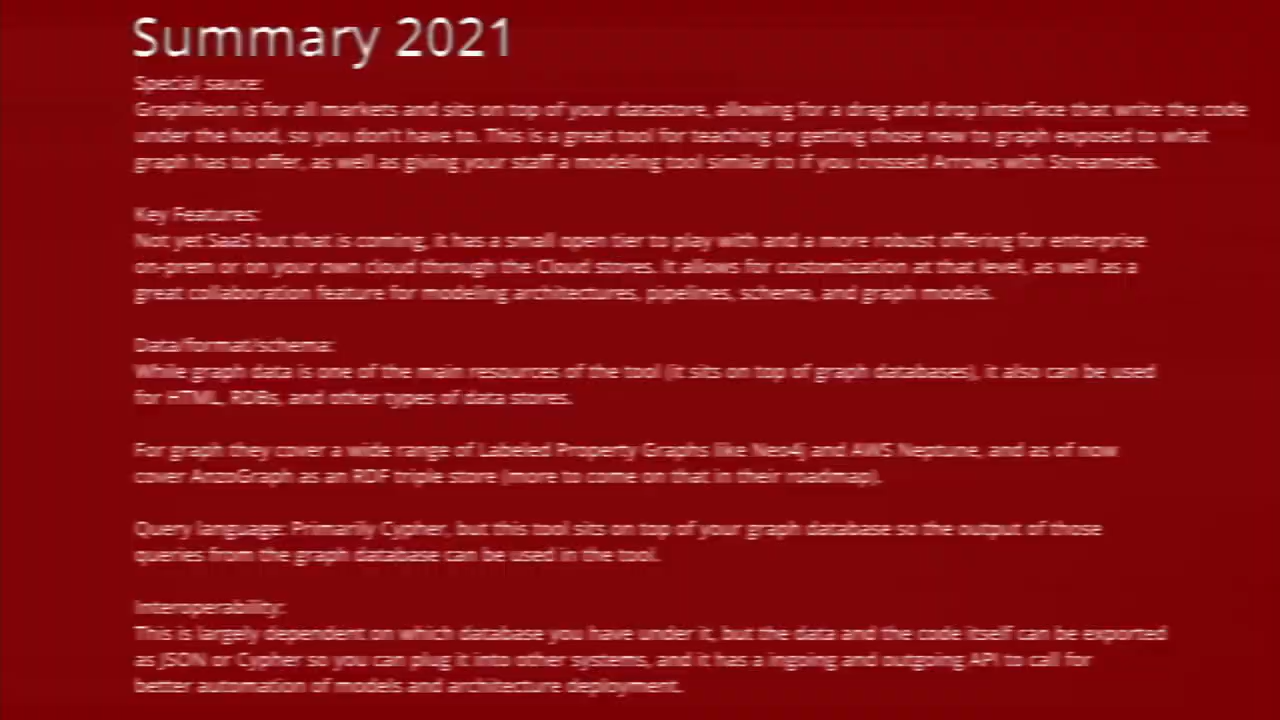 Summary 2021
Special sauce:
Graphileon is for all markets and sits on top of your datastore, allowing for a drag and drop interface that write the code
under the hood, so you don't have to. This is a great tool for teaching or getting those new to graph exposed to what
graph has to offer, as well as giving your staff a modeling tool similar to if you crossed Arrows with Streamsets.
Key Features:
Not yet SaaS but that is coming, it has a small open tier to play with and a more robust offering for enterprise
on-prem or on your own cloud through the Cloud stores. It allows for customization at that level, as well as a
great collaboration feature for modeling architectures, pipelines, schema, and graph models.
Data/format/schema:
While graph data is one of the main resources of the tool (it sits on top of graph databases), it also can be used
for HTML, RDBs, and other types of data stores.
For graph they cover a wide range of Labeled Property Graphs like Neo4j and AWS Neptune, and as of now
cover AnzoGraph as an RDF triple store (more to come on that in their roadmap).
Query language: Primarily Cypher, but this tool sits on top of your graph database so the output of those
queries from the graph database can be used in the tool.
Interoperability:
This is largely dependent on which database you have under it, but the data and the code itself can be exported
as JSON or Cypher so you can plug it into other systems, and it has a ingoing and outgoing API to call for
better automation of models and architecture deployment.